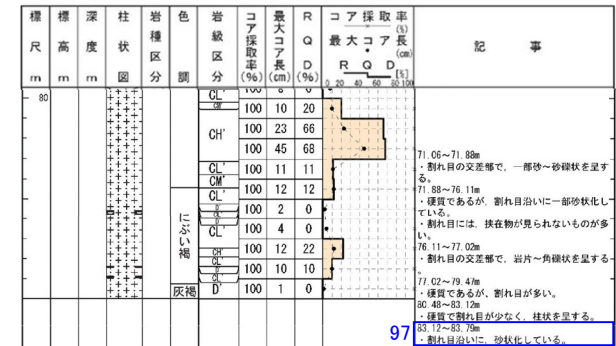 標尺 m
標高 m
深度 m
柱状図
岩種区分
色調
岩級区分
コア採取率(%)
最大コア長(cm)
RQD(%)
コア採取率(%)
最大コア長(cm)
RQD[%]
0 20 40 60 80 100
記事
80
CL' 100 8 0
CM'
100 10 20
CH' 100 23 66
100 45 68
CL' 100 11 11
CM'
CL' 100 12 12
にぶい褐
D'
CL'
D'
100 2 0
CL' 100 4 0
CH' 100 12 22
CL'
D' 100 10 10
CL'
灰褐 D' 100 1 0
71.06～71.88m
・割れ目の交差部で、一部砂～砂礫状を呈する。
71.88～76.11m
・硬質であるが、割れ目沿いに一部砂状化している。
・割れ目には、挟在物が見られないものが多い。
76.11～77.02m
・割れ目の交差部で、岩片～角礫状を呈する。
77.02～79.47m
・硬質であるが、割れ目が多い。
80.48～83.12m
・硬質で割れ目が少なく、柱状を呈する。
97
83.12～83.79m
・割れ目沿いに、砂状化している。